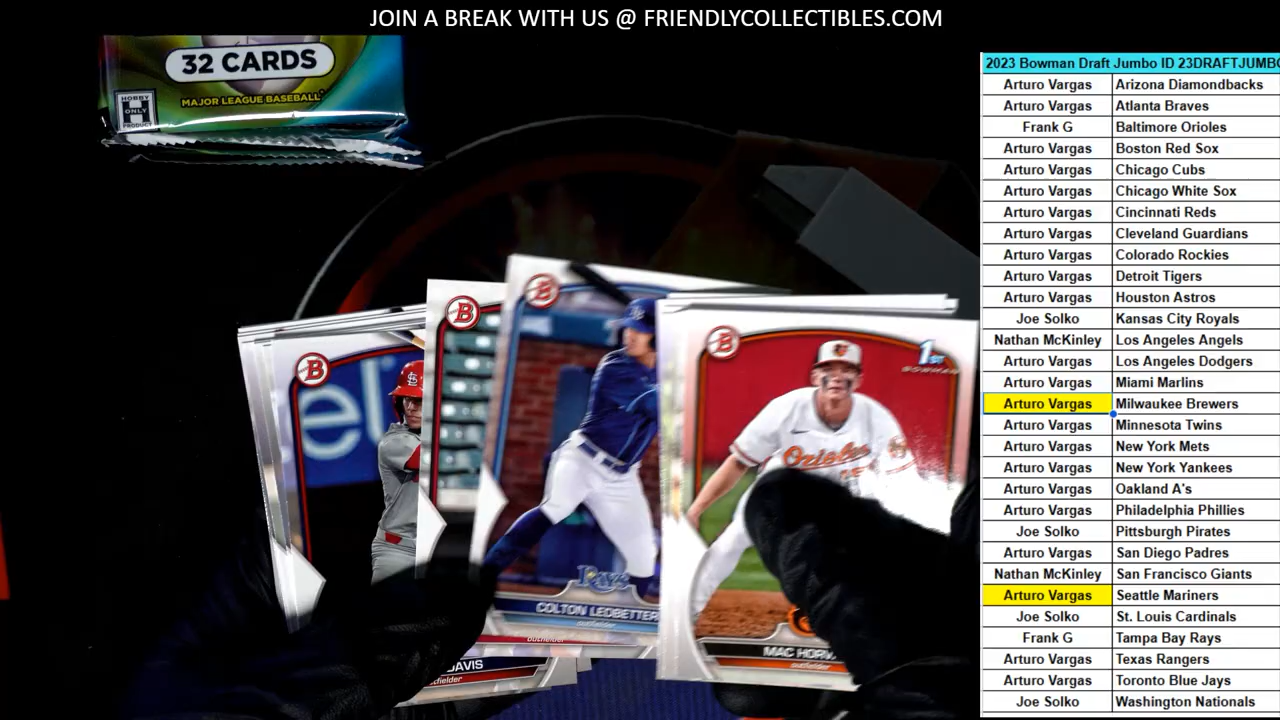 JOIN A BREAK WITH US @ FRIENDLYCOLLECTIBLES.COM
32 CARDS
MAJOR LEAGUE BASEBALL
HOBBY
H
ONLY
PRODUCT
2023 Bowman Draft Jumbo ID 23DRAFTJUMBO
Arturo Vargas Arizona Diamondbacks
Arturo Vargas Atlanta Braves
Frank G Baltimore Orioles
Arturo Vargas Boston Red Sox
Arturo Vargas Chicago Cubs
Arturo Vargas Chicago White Sox
Arturo Vargas Cincinnati Reds
Arturo Vargas Cleveland Guardians
Arturo Vargas Colorado Rockies
Arturo Vargas Detroit Tigers
Arturo Vargas Houston Astros
Joe Solko Kansas City Royals
Nathan McKinley Los Angeles Angels
Arturo Vargas Los Angeles Dodgers
Arturo Vargas Miami Marlins
Arturo Vargas Milwaukee Brewers
Arturo Vargas Minnesota Twins
Arturo Vargas New York Mets
Arturo Vargas New York Yankees
Arturo Vargas Oakland A's
Arturo Vargas Philadelphia Phillies
Joe Solko Pittsburgh Pirates
Arturo Vargas San Diego Padres
Nathan McKinley San Francisco Giants
Arturo Vargas Seattle Mariners
Joe Solko St. Louis Cardinals
Frank G Tampa Bay Rays
Arturo Vargas Texas Rangers
Arturo Vargas Toronto Blue Jays
Joe Solko Washington Nationals
B
eli
B
B
Rays
COLTON LEDBETTER
outfielder
outfielder
DAVIS
fielder
B
1st
BOWMAN
Orioles
MAC HORV
outfielder